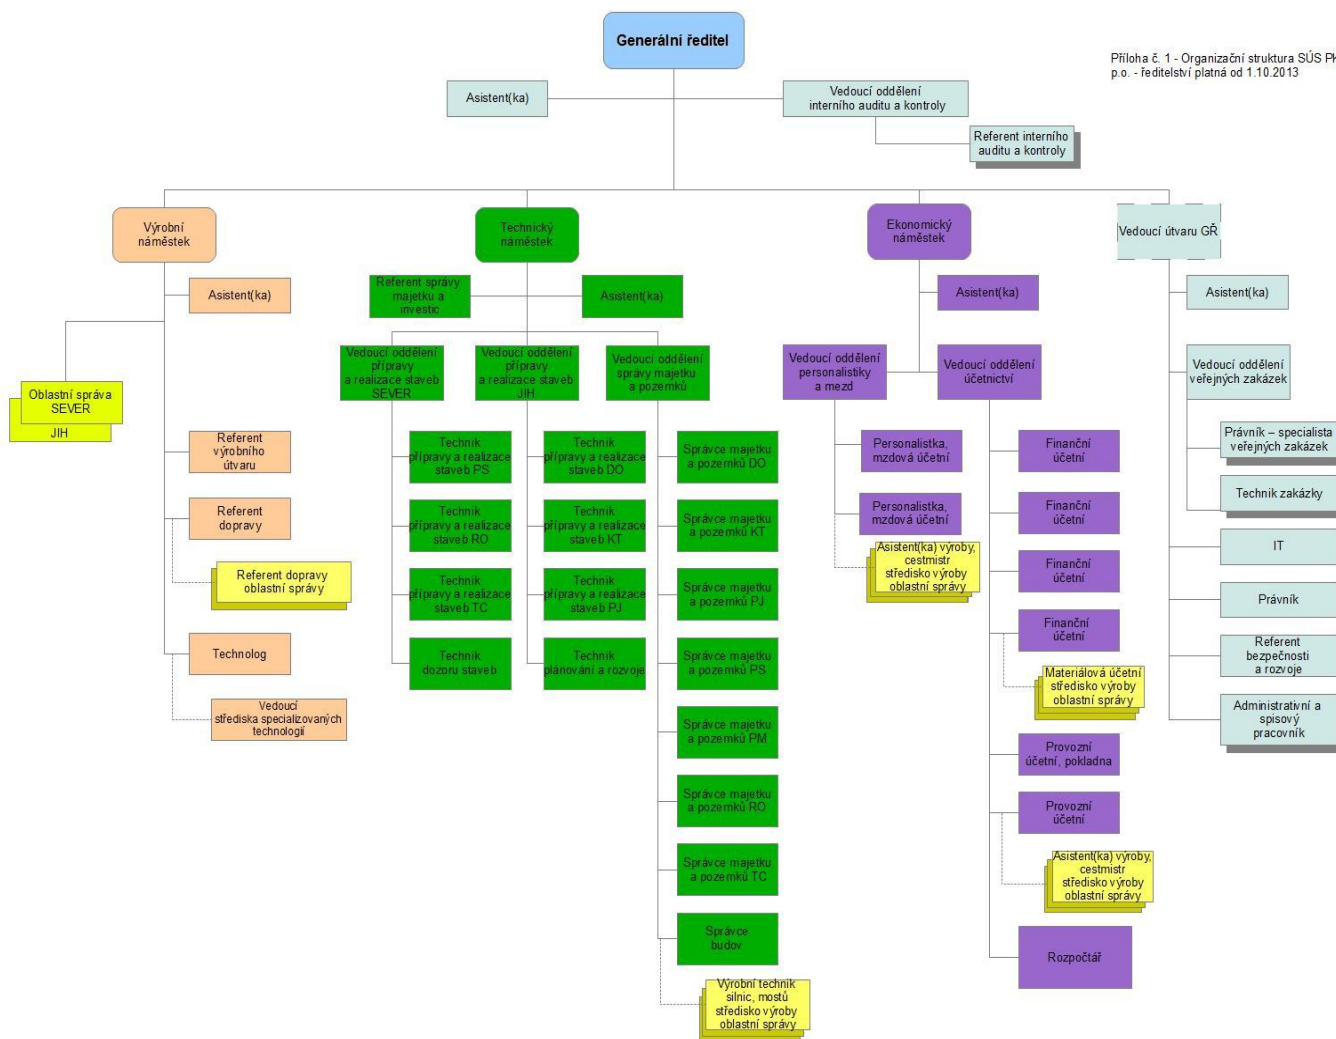 Generální ředitel
Příloha č. 1 - Organizační struktura SÚS PK
p.o. - ředitelství platná od 1.10.2013
Asistent(ka)
Vedoucí oddělení
interního auditu a kontroly
Referent interního
auditu a kontroly
Výrobní
náměstek
Asistent(ka)
Oblastní správa
SEVER
JIH
Referent
výrobního
útvaru
Referent
dopravy
Referent dopravy
oblastní správy
Technolog
Vedoucí
střediska specializovaných
technologií
Technický
náměstek
Referent správy
majetku a
investic
Asistent(ka)
Vedoucí oddělení
přípravy
a realizace staveb
SEVER
Technik
přípravy a realizace
staveb PS
Technik
přípravy a realizace
staveb RO
Technik
přípravy a realizace
staveb TC
Technik
dozoru staveb
Vedoucí oddělení
přípravy
a realizace staveb
JIH
Technik
přípravy a realizace
staveb DO
Technik
přípravy a realizace
staveb KT
Technik
přípravy a realizace
staveb PJ
Technik
plánování a rozvoje
Vedoucí oddělení
správy majetku
a pozemků
Správce majetku
a pozemků DO
Správce majetku
a pozemků KT
Správce majetku
a pozemků PJ
Správce majetku
a pozemků PS
Správce majetku
a pozemků PM
Správce majetku
a pozemků RO
Správce majetku
a pozemků TC
Správce
budov
Výrobní technik
silnic, mostů
středisko výroby
oblastní správy
Ekonomický
náměstek
Asistent(ka)
Vedoucí oddělení
personalistiky
a mezd
Personalistka,
mzdová účetní
Personalistka,
mzdová účetní
Asistent(ka) výroby,
cestmistr
středisko výroby
oblastní správy
Vedoucí oddělení
účetnictví
Finanční
účetní
Finanční
účetní
Finanční
účetní
Finanční
účetní
Materiálová účetní
středisko výroby
oblastní správy
Provozní
účetní, pokladna
Provozní
účetní
Asistent(ka) výroby,
cestmistr
středisko výroby
oblastní správy
Rozpočtář
Vedoucí útvaru GŘ
Asistent(ka)
Vedoucí oddělení
veřejných zakázek
Právník – specialista
veřejných zakázek
Technik zakázky
IT
Právník
Referent
bezpečnosti
a rozvoje
Administrativní a
spisový
pracovník